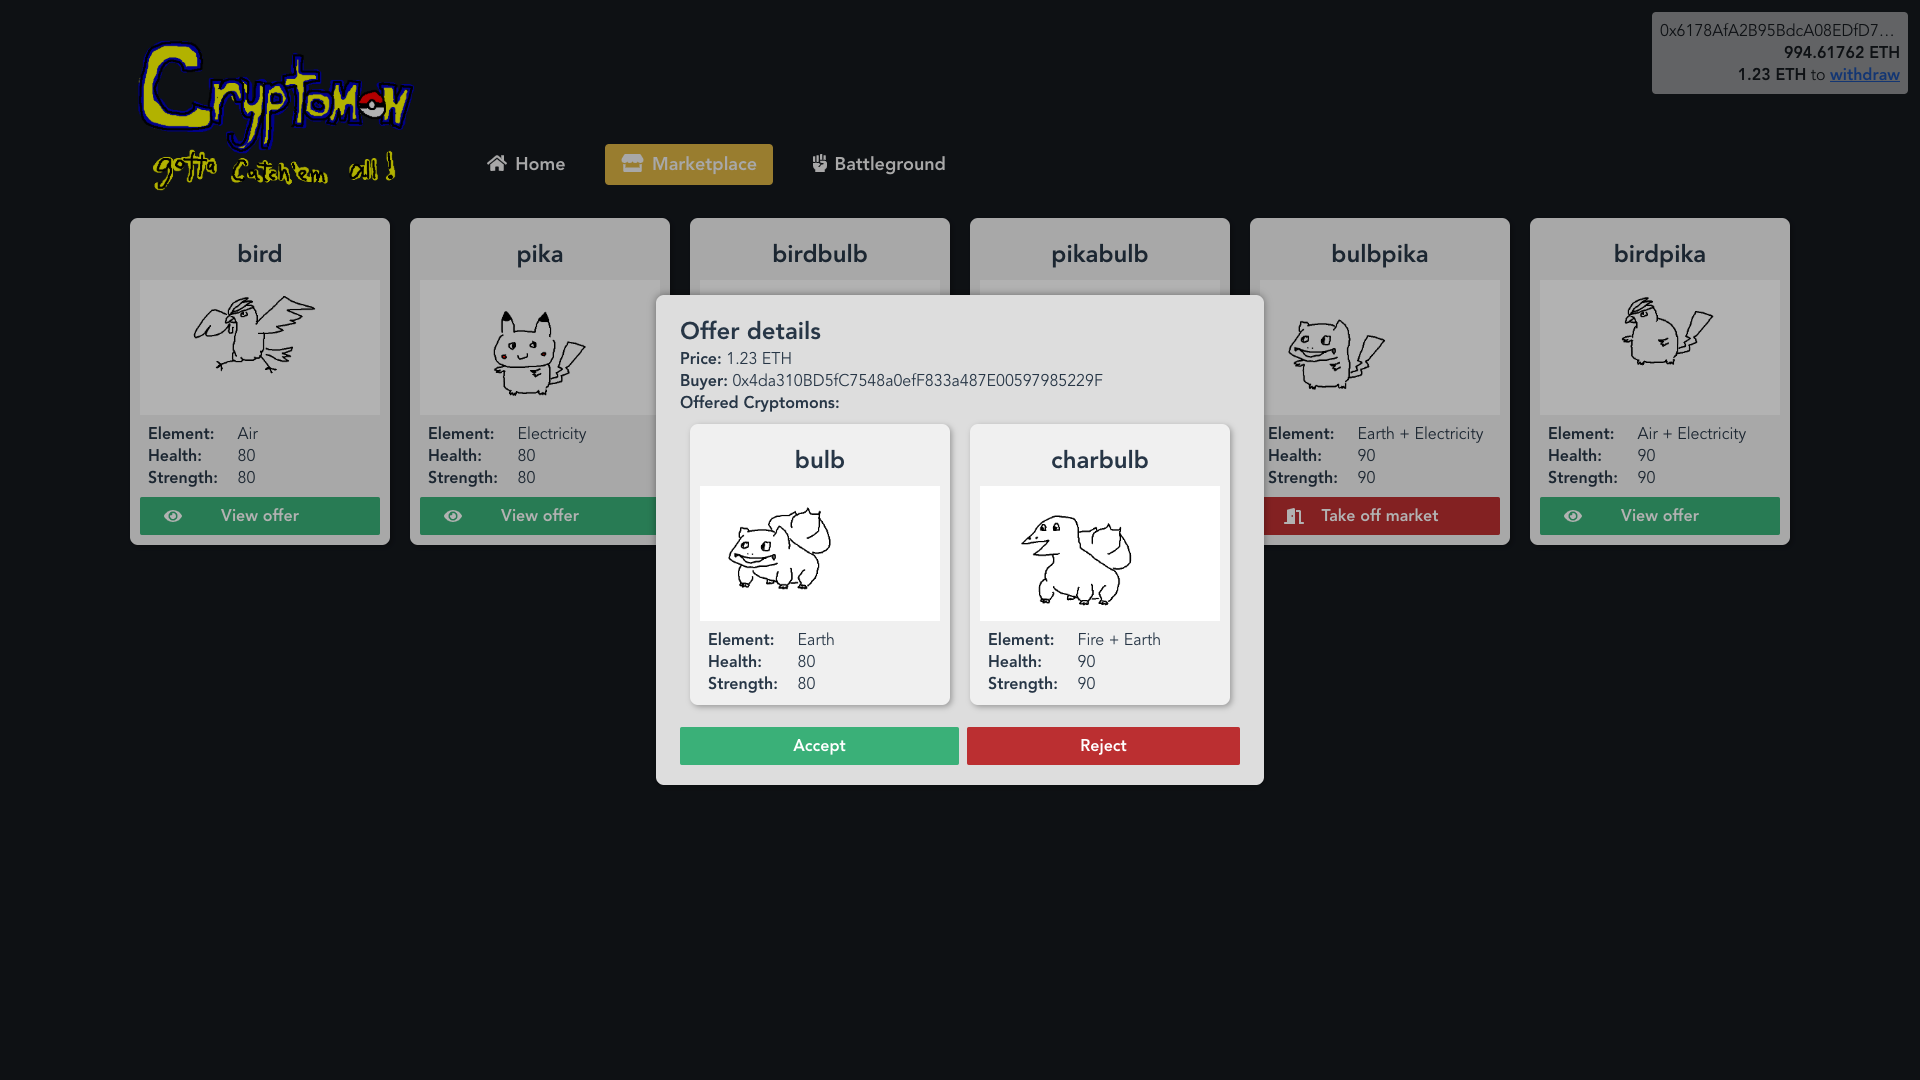 0x6178AfA2B95BdcA08EDfD7...
994.61762 ETH
1.23 ETH to withdraw
Cryptomon
gotta Catch'em all!
Home
Marketplace
Battleground
bird
pika
birdbulb
pikabulb
bulbpika
birdpika
Element: Air
Health: 80
Strength: 80
View offer
Element: Electricity
Health: 80
Strength: 80
View offer
Offer details
Price: 1.23 ETH
Buyer: 0x4da310BD5fC7548a0efF833a487E00597985229F
Offered Cryptomons:
bulb
Element: Earth
Health: 80
Strength: 80
charbulb
Element: Fire + Earth
Health: 90
Strength: 90
Accept
Reject
Element: Earth + Electricity
Health: 90
Strength: 90
Take off market
Element: Air + Electricity
Health: 90
Strength: 90
View offer